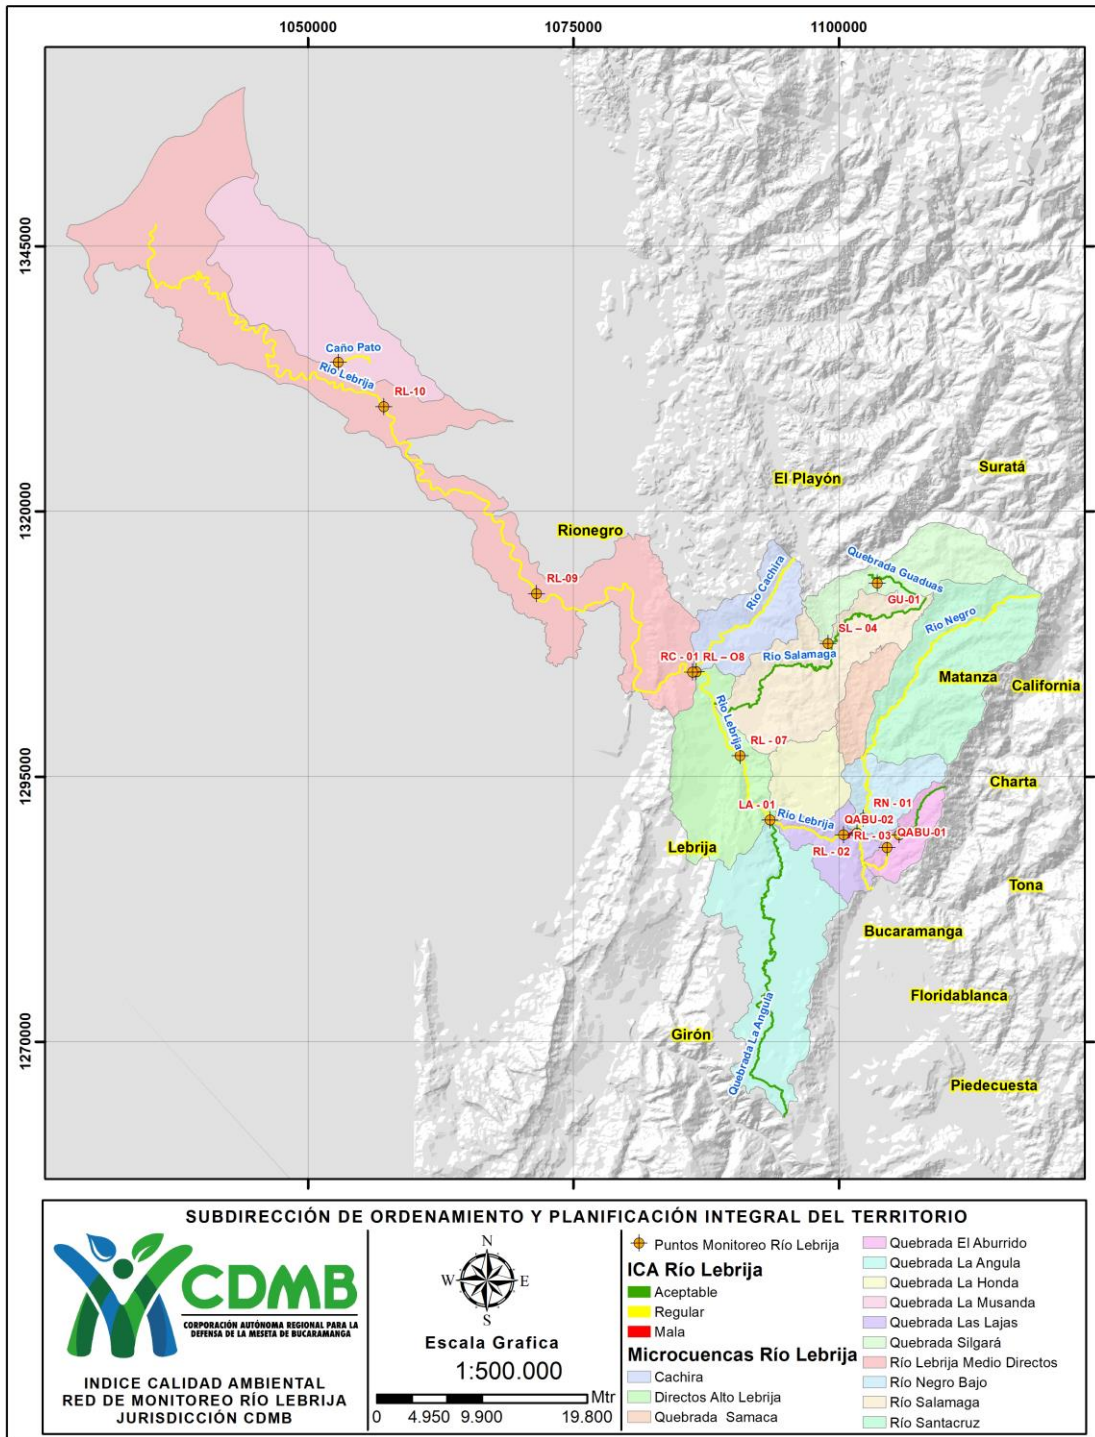 1050000
1075000
1100000
1345000
1345000
Caño Pato
Río Lebrija
RL-10
Suratá
El Playón
1320000
Rionegro
Quebrada Guaduas
Río Cachira
RL-09
GU-01
Río Negro
SL – 04
RC - 01
RL – O8
Río Salamaga
Matanza
California
Río Lebrija
RL - 07
1295000
Charta
LA - 01
Río Lebrija
RN - 01
QABU-02
RL - 03
QABU-01
Lebrija
RL - 02
Tona
Bucaramanga
Floridablanca
Quebrada La Angula
Girón
1270000
Piedecuesta
SUBDIRECCIÓN DE ORDENAMIENTO Y PLANIFICACIÓN INTEGRAL DEL TERRITORIO
CDMB
CORPORACIÓN AUTÓNOMA REGIONAL PARA LA
DEFENSA DE LA MESETA DE BUCARAMANGA
INDICE CALIDAD AMBIENTAL
RED DE MONITOREO RÍO LEBRIJA
JURISDICCIÓN CDMB
N
W
E
S
Escala Grafica
1:500.000
Mtr
0
4.950
9.900
19.800
Puntos Monitoreo Río Lebrija
ICA Río Lebrija
Aceptable
Regular
Mala
Microcuencas Río Lebrija
Cachira
Directos Alto Lebrija
Quebrada Samaca
Quebrada El Aburrido
Quebrada La Angula
Quebrada La Honda
Quebrada La Musanda
Quebrada Las Lajas
Quebrada Silgará
Río Lebrija Medio Directos
Río Negro Bajo
Río Salamaga
Río Santacruz